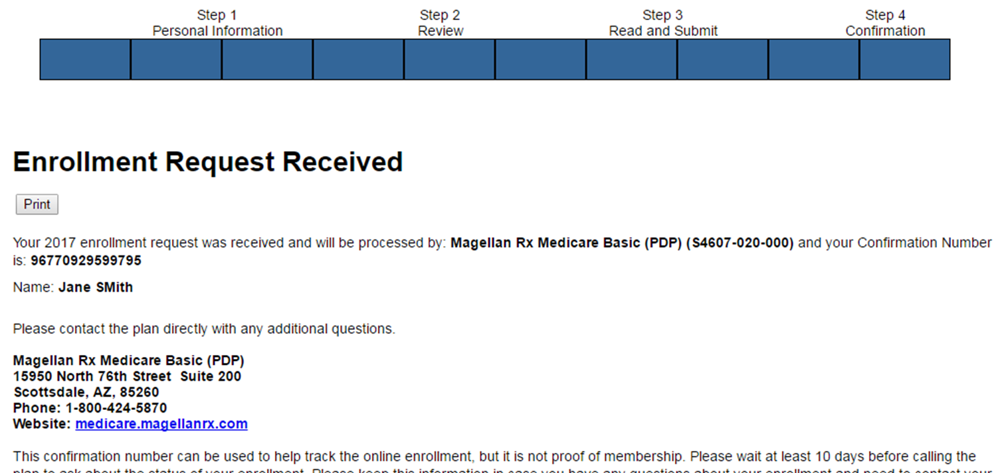 Step 1 Step 2 Step 3 Step 4
Personal Information Review Read and Submit Confirmation
Enrollment Request Received
Print
Your 2017 enrollment request was received and will be processed by: Magellan Rx Medicare Basic (PDP) (S4607-020-000) and your Confirmation Number
is: 96770929599795
Name: Jane SMith
Please contact the plan directly with any additional questions.
Magellan Rx Medicare Basic (PDP)
15950 North 76th Street  Suite 200
Scottsdale, AZ, 85260
Phone: 1-800-424-5870
Website: medicare.magellanrx.com
This confirmation number can be used to help track the online enrollment, but it is not proof of membership. Please wait at least 10 days before calling the
plan to ask about the status of your enrollment. Please keep this information in case you have any questions about your enrollment and need to contact your